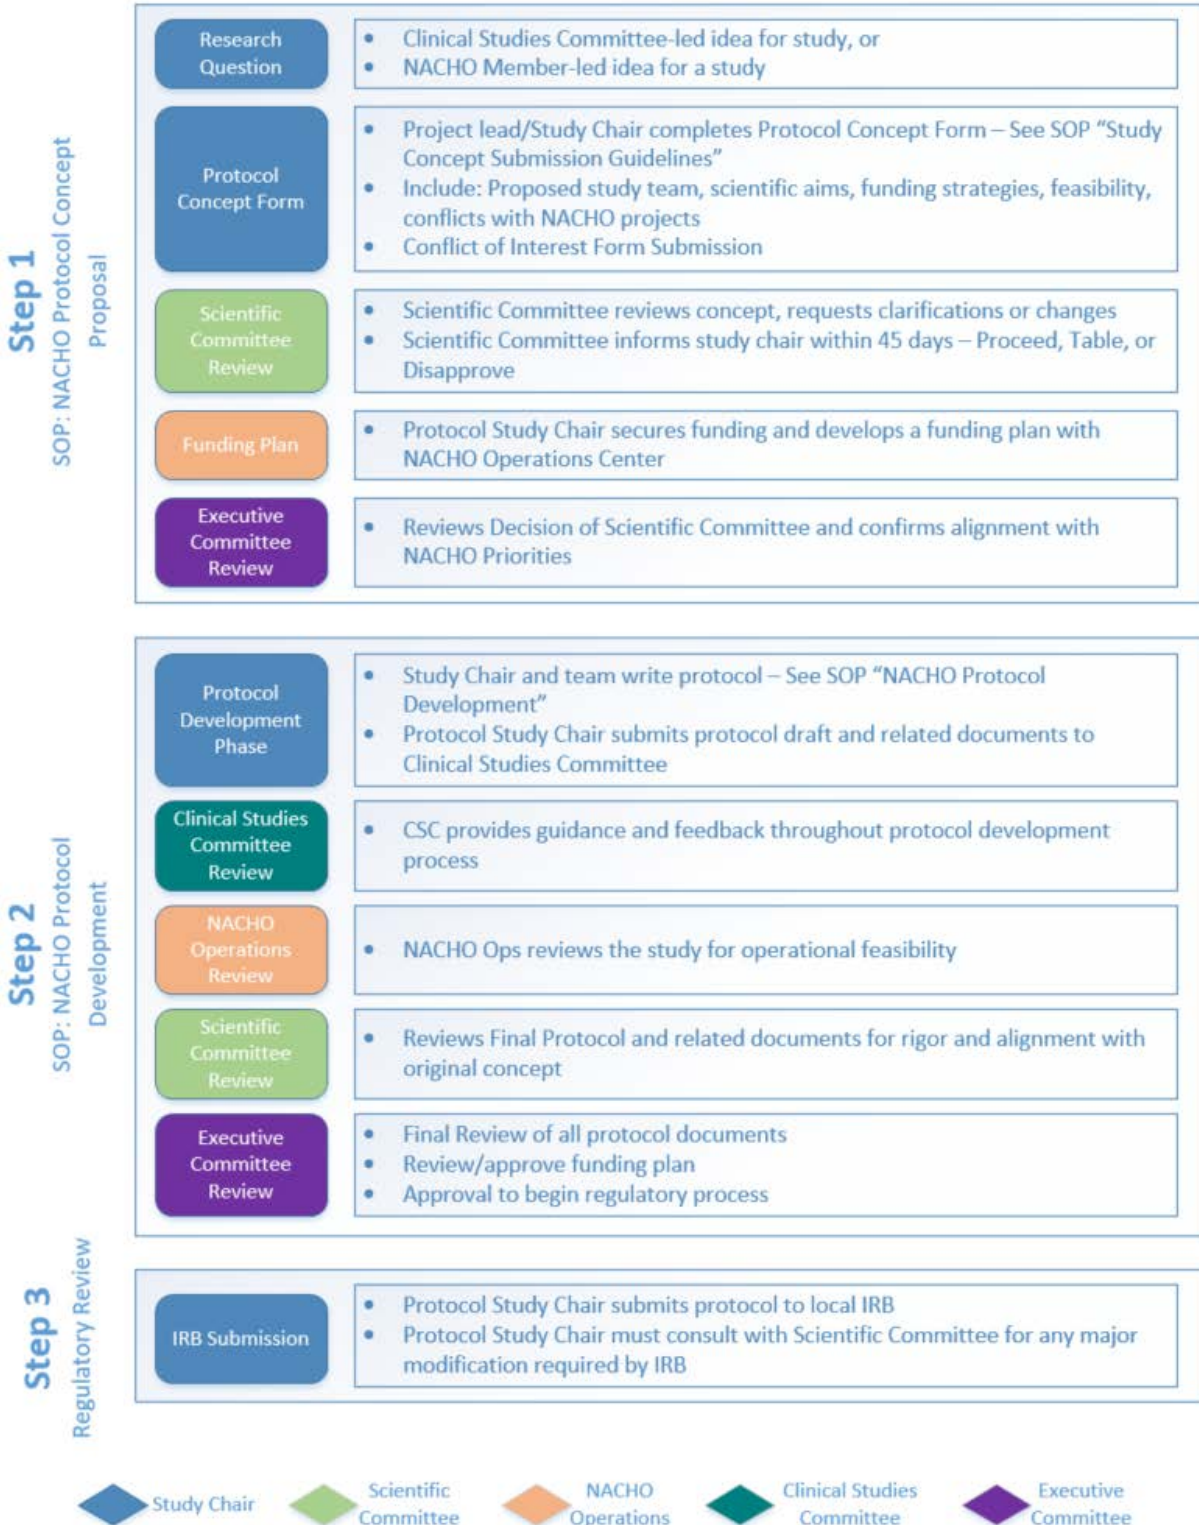 Step 1
SOP: NACHO Protocol Concept
Proposal
Research
Question
• Clinical Studies Committee-led idea for study, or
• NACHO Member-led idea for a study
Protocol
Concept Form
• Project lead/Study Chair completes Protocol Concept Form – See SOP “Study
Concept Submission Guidelines”
• Include: Proposed study team, scientific aims, funding strategies, feasibility,
conflicts with NACHO projects
• Conflict of Interest Form Submission
Scientific
Committee
Review
• Scientific Committee reviews concept, requests clarifications or changes
• Scientific Committee informs study chair within 45 days – Proceed, Table, or
Disapprove
Funding Plan
• Protocol Study Chair secures funding and develops a funding plan with
NACHO Operations Center
Executive
Committee
Review
• Reviews Decision of Scientific Committee and confirms alignment with
NACHO Priorities
Step 2
SOP: NACHO Protocol
Development
Protocol
Development
Phase
• Study Chair and team write protocol – See SOP “NACHO Protocol
Development”
• Protocol Study Chair submits protocol draft and related documents to
Clinical Studies Committee
Clinical Studies
Committee
Review
• CSC provides guidance and feedback throughout protocol development
process
NACHO
Operations
Review
• NACHO Ops reviews the study for operational feasibility
Scientific
Committee
Review
• Reviews Final Protocol and related documents for rigor and alignment with
original concept
Executive
Committee
Review
• Final Review of all protocol documents
• Review/approve funding plan
• Approval to begin regulatory process
Step 3
Regulatory Review
IRB Submission
• Protocol Study Chair submits protocol to local IRB
• Protocol Study Chair must consult with Scientific Committee for any major
modification required by IRB
Study Chair
Scientific
Committee
NACHO
Operations
Clinical Studies
Committee
Executive
Committee